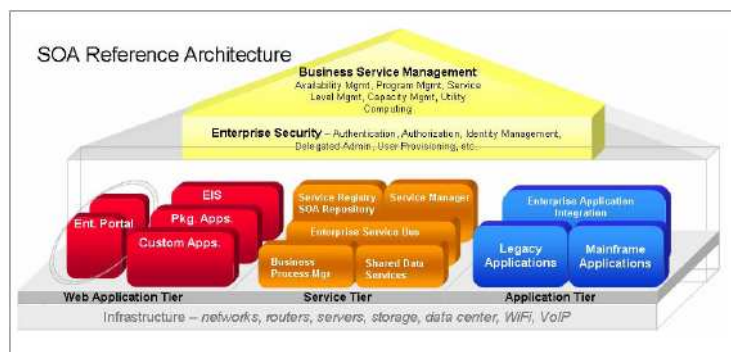 SOA Reference Architecture
Business Service Management
Availability Mgmt, Program Mgmt, Service
Level Mgmt, Capacity Mgmt, Utility
Computing
Enterprise Security – Authentication, Authorization, Identity Management,
Delegated Admin, User Provisioning, etc.
Ent. Portal
EIS
Pkg. Apps.
Custom Apps.
Service Registry
SOA Repository
Service Manager
Enterprise Service Bus
Business
Process Mgr
Shared Data
Services
Enterprise Application
Integration
Legacy
Applications
Mainframe
Applications
Web Application Tier
Service Tier
Application Tier
Infrastructure – networks, routers, servers, storage, data center, WiFi, VoIP